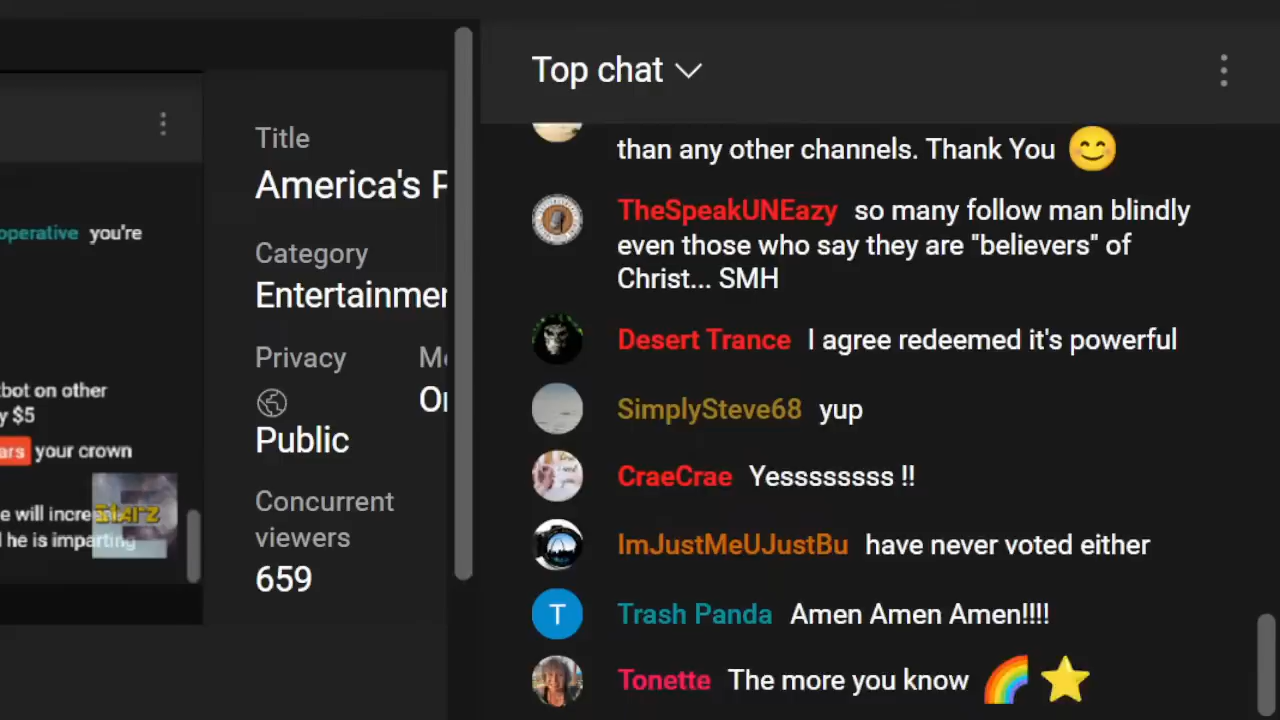 Top chat
than any other channels. Thank You 😊
TheSpeakUNEazy so many follow man blindly
even those who say they are "believers" of
Christ... SMH
Desert Trance I agree redeemed it's powerful
SimplySteve68 yup
CraeCrae Yesssssssss !!
ImJustMeUJustBu have never voted either
T
Trash Panda Amen Amen Amen!!!!
Tonette The more you know 🌈 ⭐
Title
America's
Category
Entertainmen
Privacy
Public
Concurrent
viewers
659
operative you're
bot on other
y $5
ars your crown
e will incre
he is imparting
STARZ